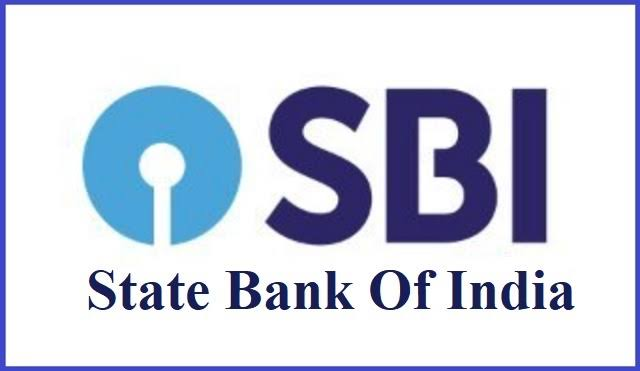 SBI
State Bank Of India